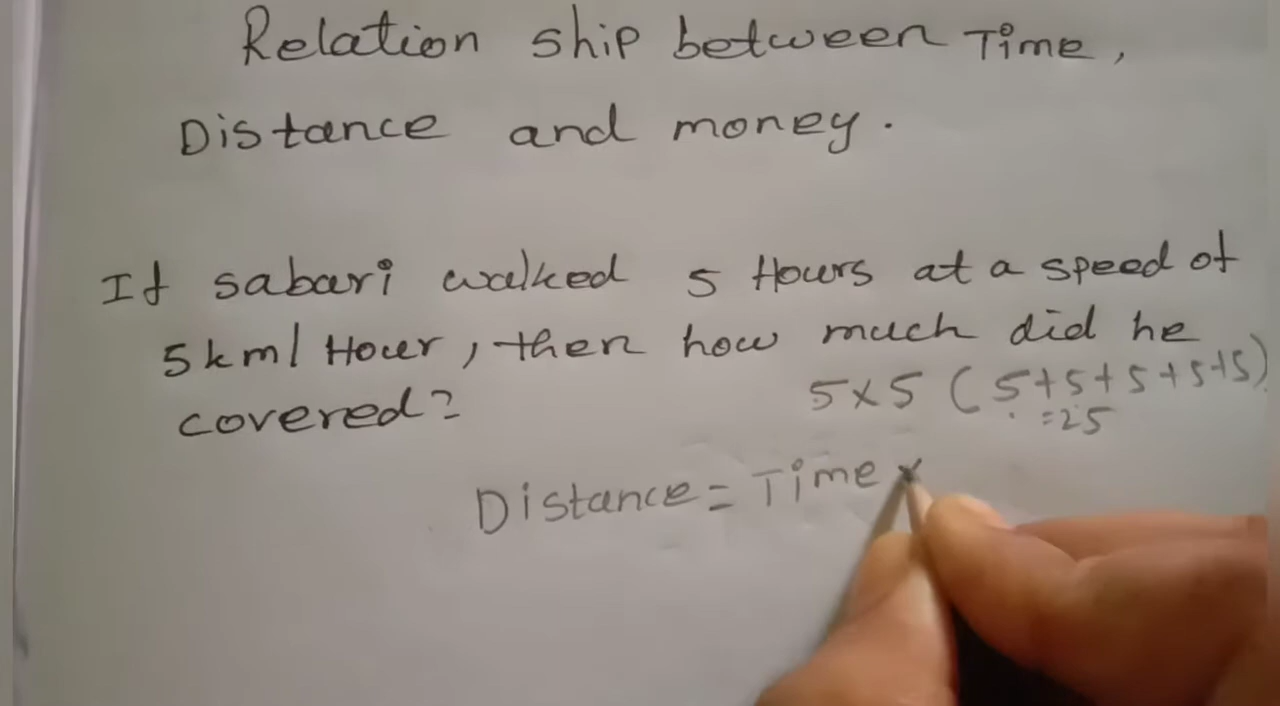 Relation ship between Time,
Distance and money.
If sabari walked 5 Hours at a speed of
5km/Hour, then how much did he
covered?
5x5 (5+5+5+5+5)
=25
Distance = Time x